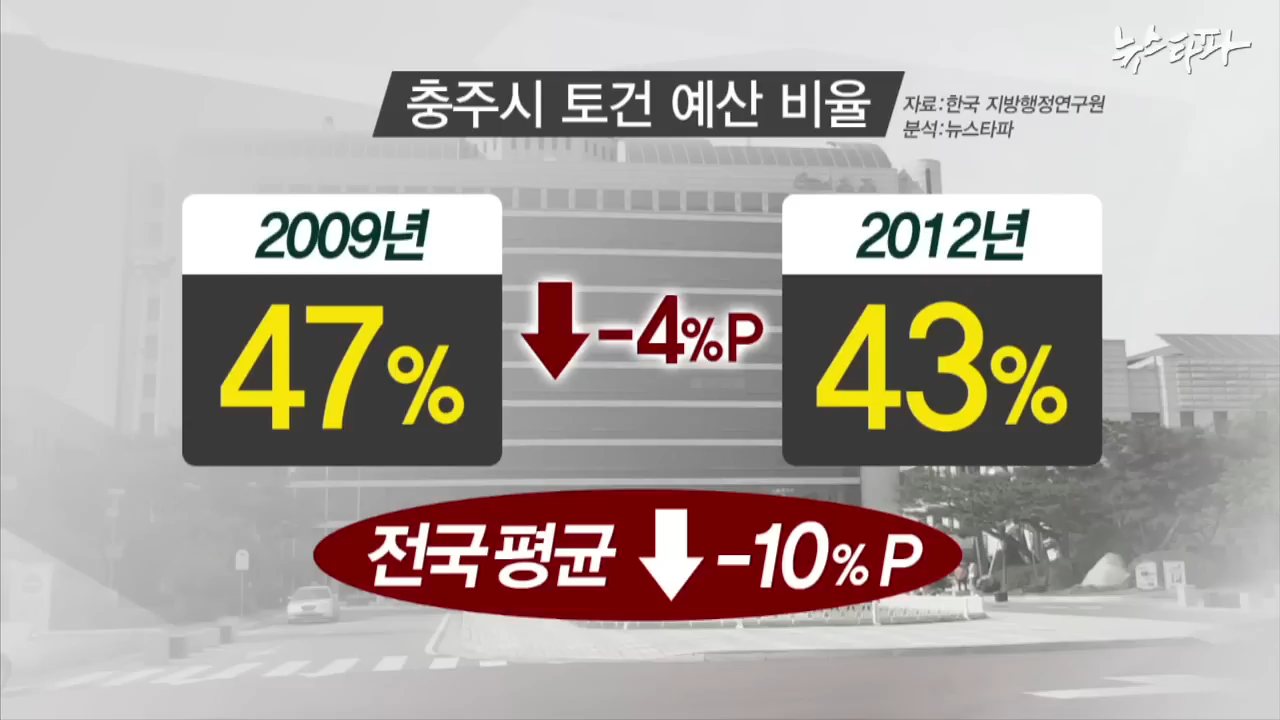 뉴스타파
충주시 토건 예산 비율
자료:한국 지방행정연구원
분석:뉴스타파
2009년
47%
-4%P
2012년
43%
전국평균 -10%P